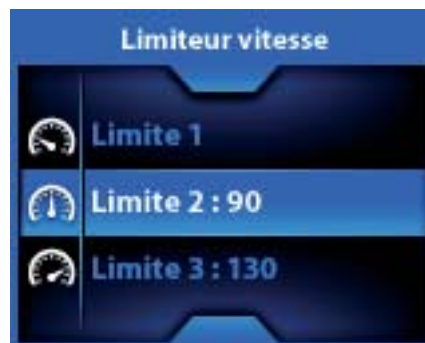 Limiteur vitesse
Limite 1
Limite 2 : 90
Limite 3 : 130